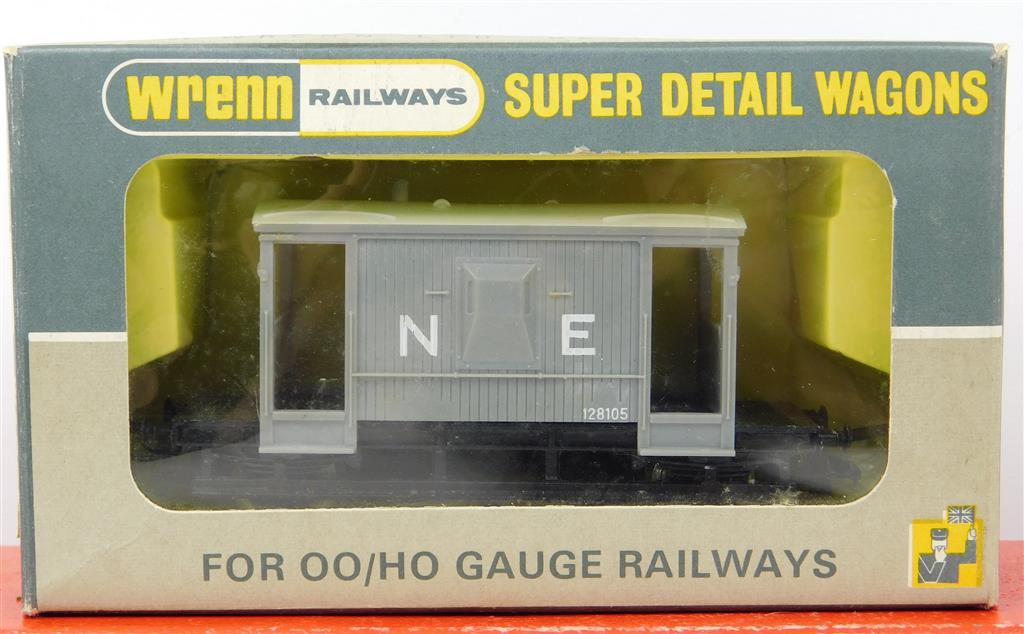 wrenn RAILWAYS SUPER DETAIL WAGONS
N E
128105
FOR OO/HO GAUGE RAILWAYS